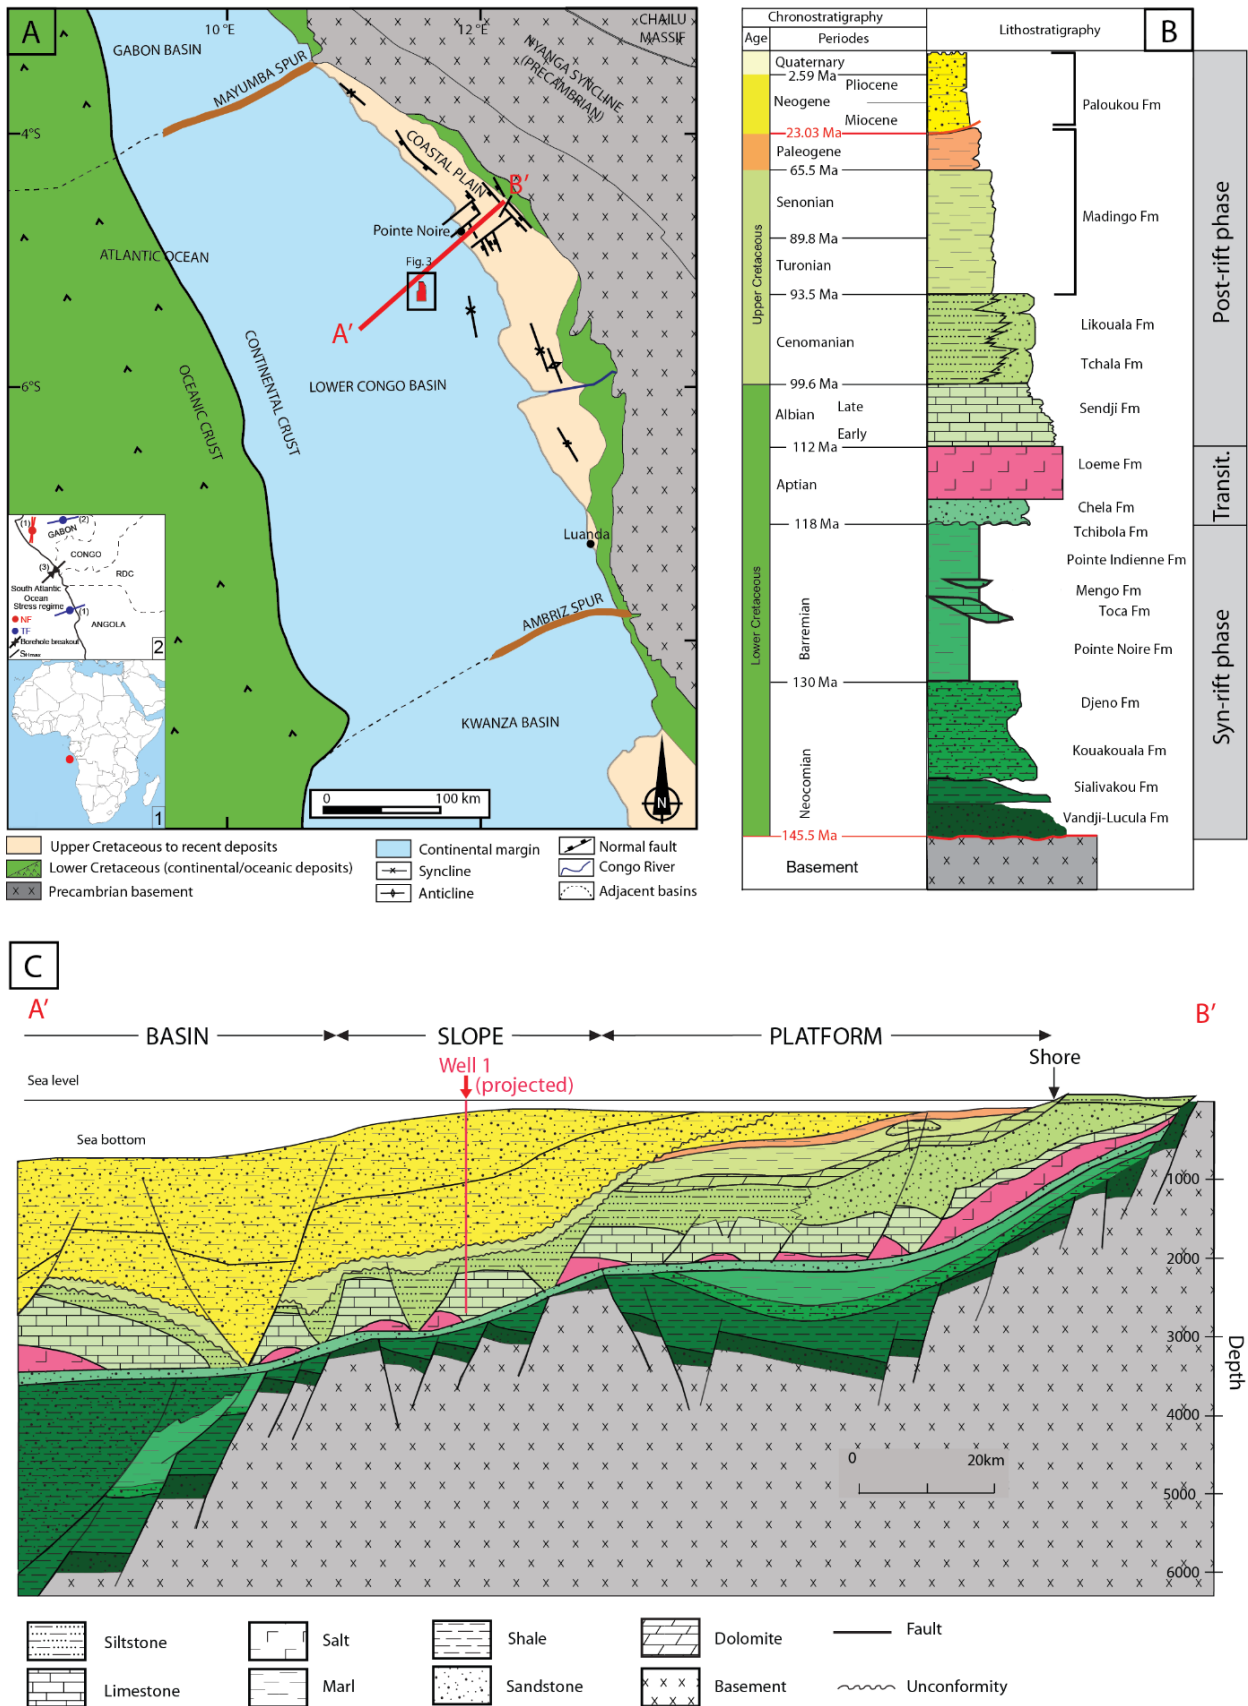 A
10°E
12°E
CHAILU
MASSIF
GABON BASIN
MAYUMBA SPUR
NYANGA SYNCLINE
(PRECAMBRIAN)
4°S
COASTAL PLAIN
B'
Pointe Noire
ATLANTIC OCEAN
Fig. 3
A'
CONTINENTAL CRUST
OCEANIC CRUST
LOWER CONGO BASIN
6°S
Luanda
AMBRIZ SPUR
KWANZA BASIN
(1)
(2)
GABON
CONGO
(3)
RDC
South Atlantic
Ocean
Stress regime
NF
TF
Borehole breakout
SHmax
(1)
ANGOLA
2
1
0
100 km
N
Upper Cretaceous to recent deposits
Lower Cretaceous (continental/oceanic deposits)
Precambrian basement
Continental margin
Syncline
Anticline
Normal fault
Congo River
Adjacent basins
B
Chronostratigraphy
Lithostratigraphy
Age
Periodes
Quaternary
2.59 Ma
Pliocene
Neogene
Miocene
23.03 Ma
Paleogene
65.5 Ma
Senonian
89.8 Ma
Turonian
93.5 Ma
Cenomanian
99.6 Ma
Late
Albian
Early
112 Ma
Aptian
118 Ma
Barremian
130 Ma
Neocomian
145.5 Ma
Basement
Upper Cretaceous
Lower Cretaceous
Paloukou Fm
Madingo Fm
Likouala Fm
Tchala Fm
Sendji Fm
Loeme Fm
Chela Fm
Tchibola Fm
Pointe Indienne Fm
Mengo Fm
Toca Fm
Pointe Noire Fm
Djeno Fm
Kouakouala Fm
Sialivakou Fm
Vandji-Lucula Fm
Post-rift phase
Transit.
Syn-rift phase
C
A'
B'
BASIN
SLOPE
PLATFORM
Well 1
(projected)
Shore
Sea level
Sea bottom
1000
2000
3000
4000
5000
6000
Depth
0
20km
Siltstone
Salt
Shale
Dolomite
Fault
Limestone
Marl
Sandstone
Basement
Unconformity